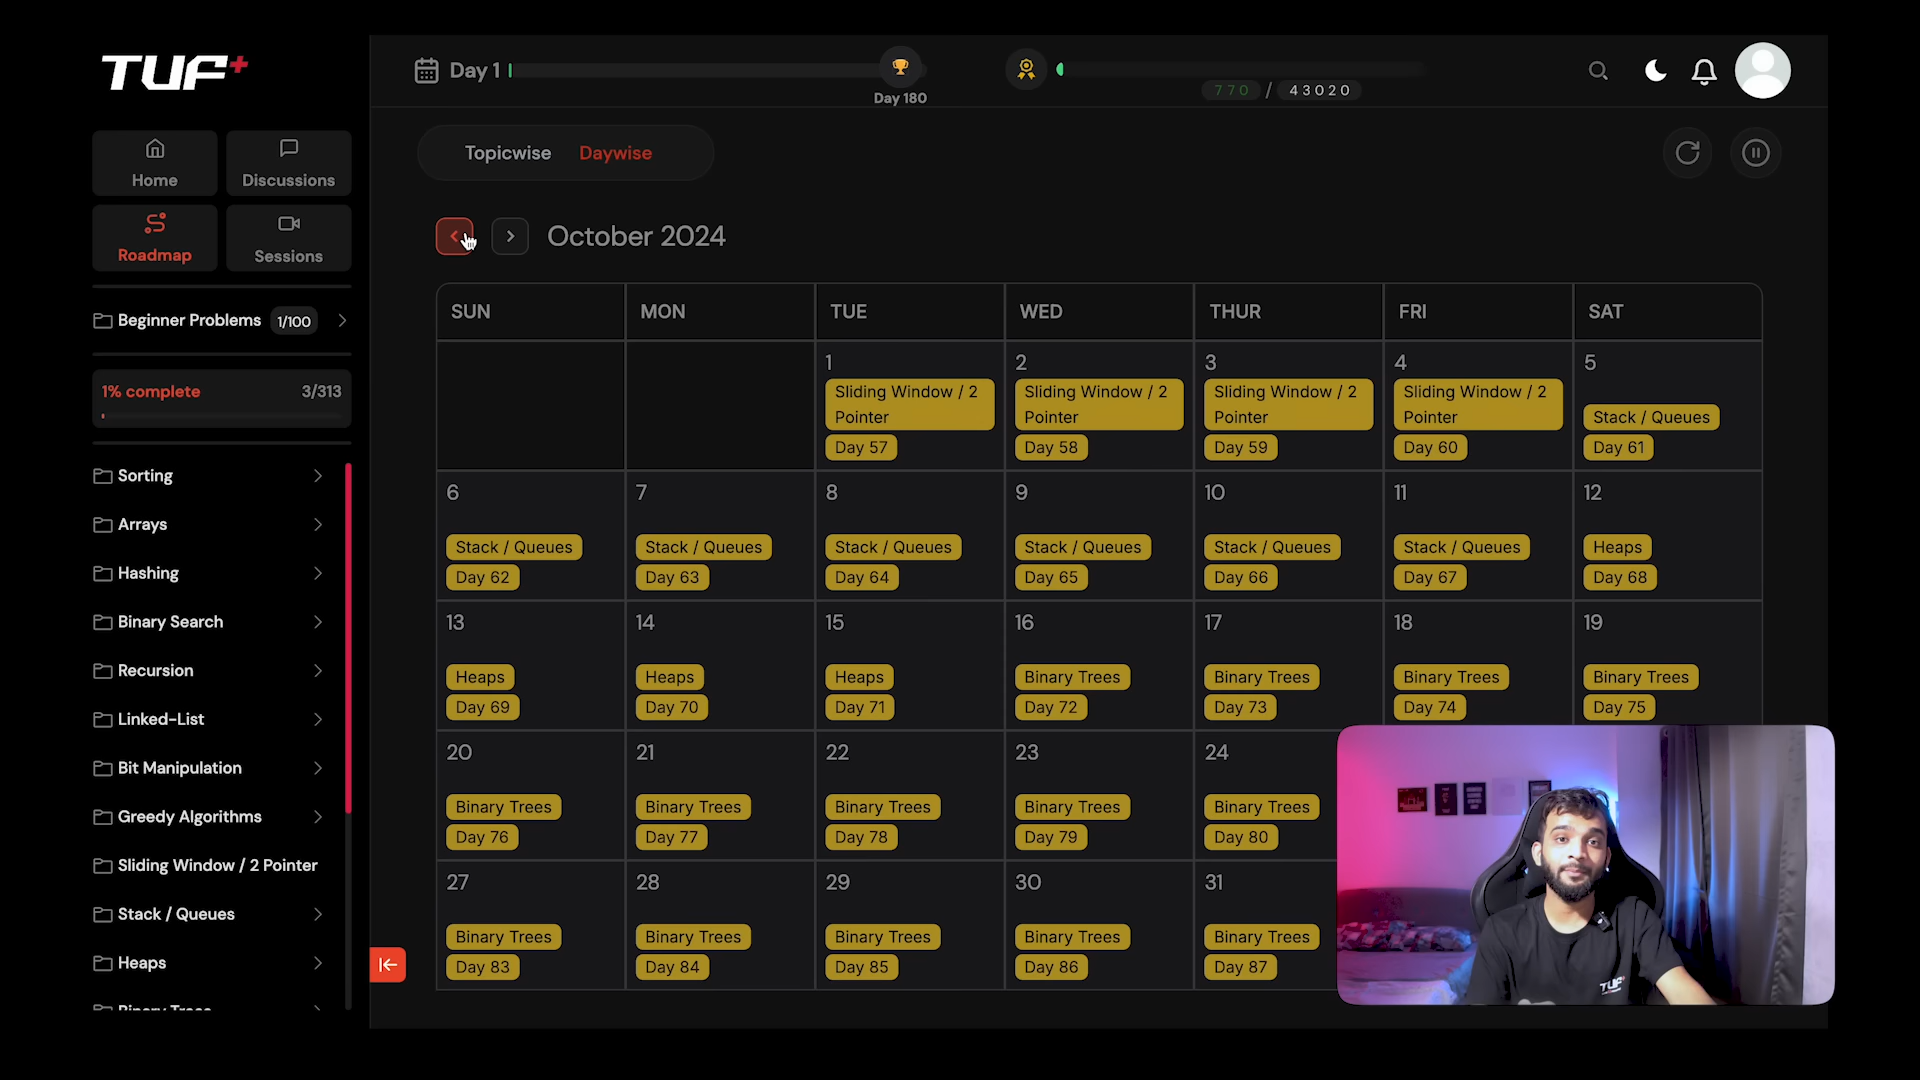 TUF+
Home
Discussions
Roadmap
Sessions
Beginner Problems 1/100
1% complete 3/313
Sorting
Arrays
Hashing
Binary Search
Recursion
Linked-List
Bit Manipulation
Greedy Algorithms
Sliding Window / 2 Pointer
Stack / Queues
Heaps
Binary Trees
Day 1
Day 180
770 / 43020
Topicwise Daywise
October 2024
SUN MON TUE WED THUR FRI SAT
1 2 3 4 5
Sliding Window / 2 Sliding Window / 2 Sliding Window / 2 Sliding Window / 2
Pointer Pointer Pointer Pointer Stack / Queues
Day 57 Day 58 Day 59 Day 60 Day 61
6 7 8 9 10 11 12
Stack / Queues Stack / Queues Stack / Queues Stack / Queues Stack / Queues Stack / Queues Heaps
Day 62 Day 63 Day 64 Day 65 Day 66 Day 67 Day 68
13 14 15 16 17 18 19
Heaps Heaps Heaps Binary Trees Binary Trees Binary Trees Binary Trees
Day 69 Day 70 Day 71 Day 72 Day 73 Day 74 Day 75
20 21 22 23 24
Binary Trees Binary Trees Binary Trees Binary Trees Binary Trees
Day 76 Day 77 Day 78 Day 79 Day 80
27 28 29 30 31
Binary Trees Binary Trees Binary Trees Binary Trees Binary Trees
Day 83 Day 84 Day 85 Day 86 Day 87
TUF+